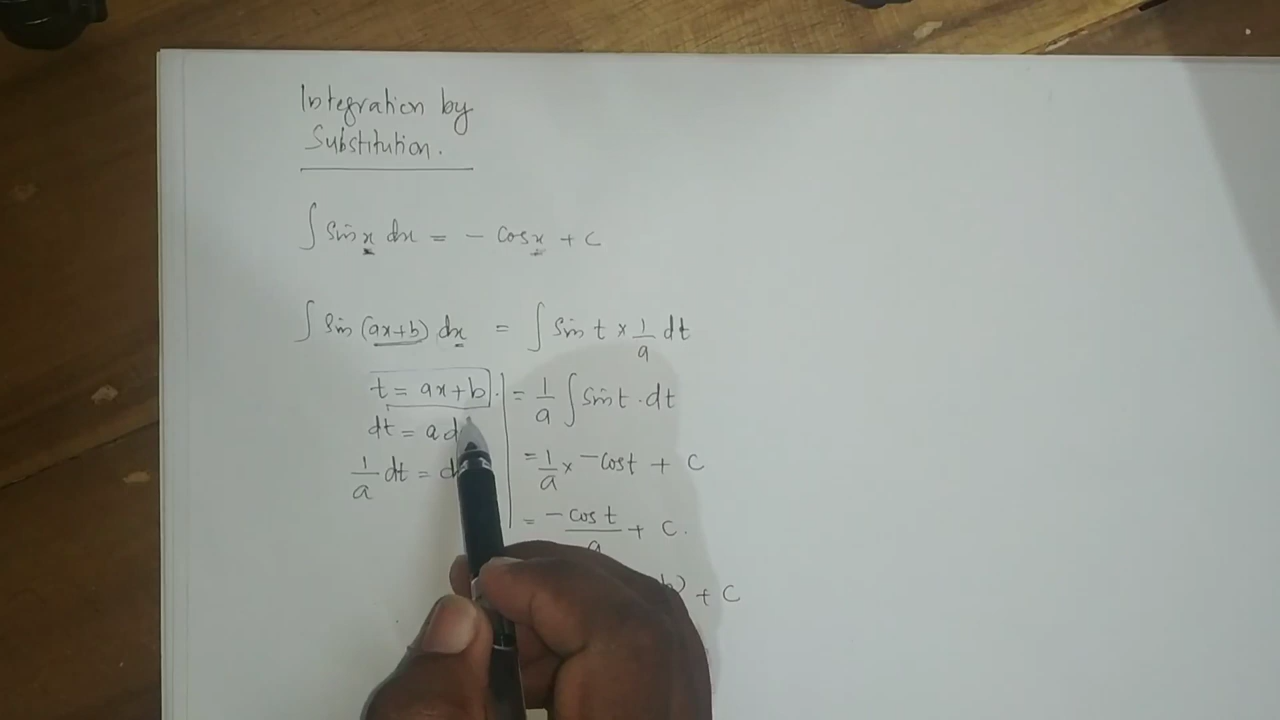 Integration by
Substitution.
∫ sin x dx = - cos x + c
∫ sin (ax+b) dx = ∫ sin t × 1/a dt
t = ax+b . = 1/a ∫ sin t . dt
dt = a d
1/a dt = d
= 1/a × -cos t + c
= -cos t / a + c.
b) + c